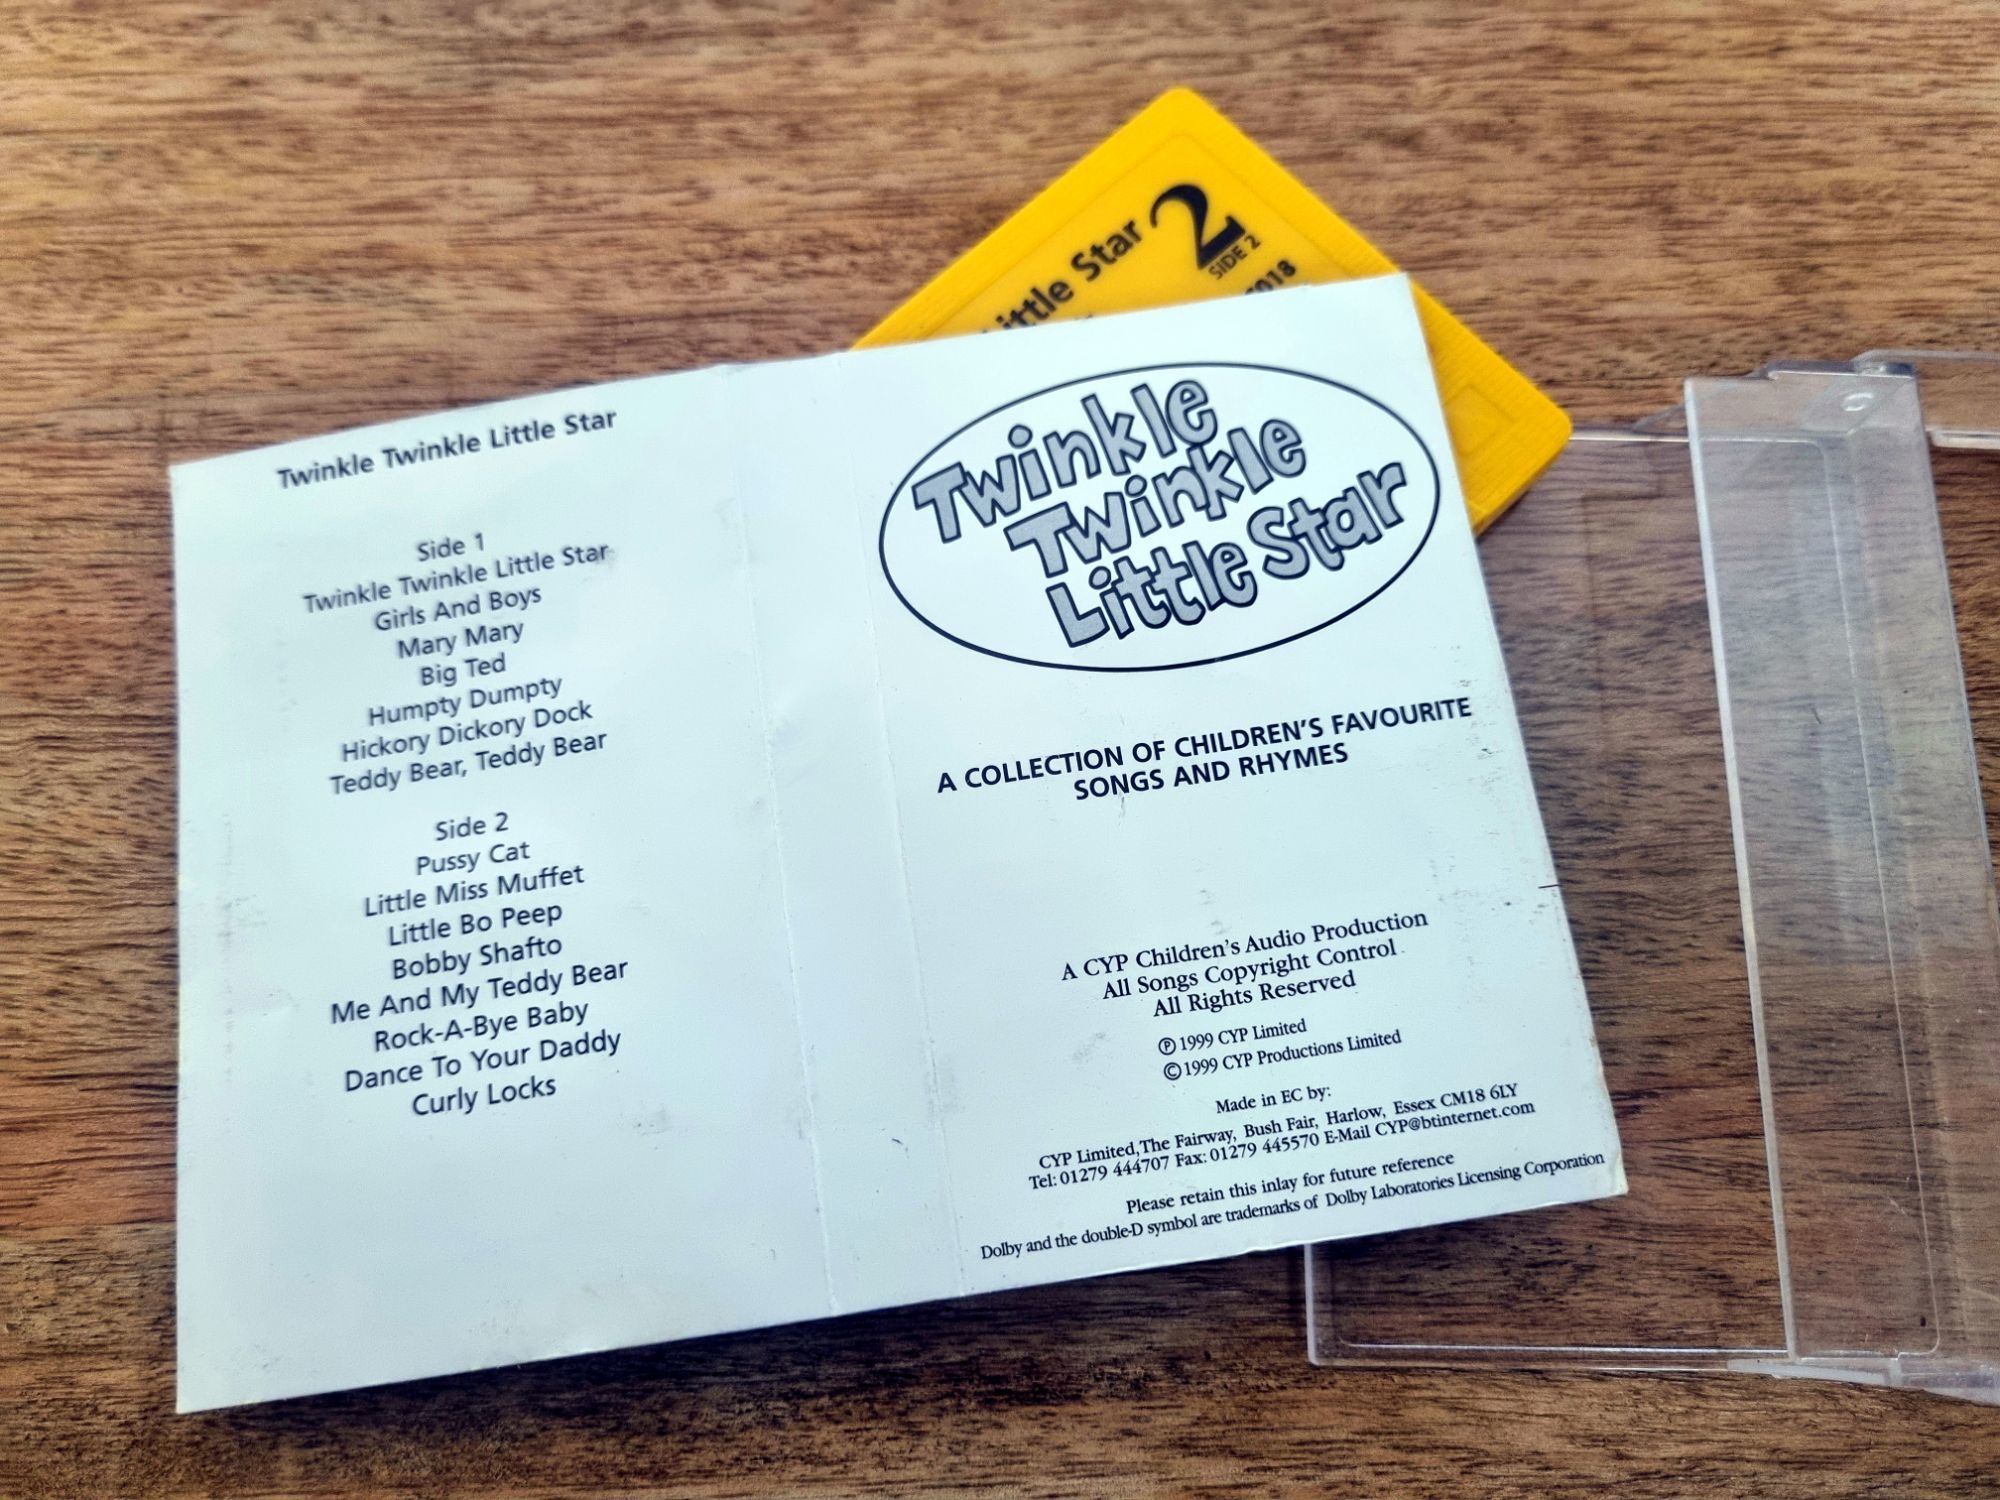 Little Star
2
SIDE 2
018
Twinkle Twinkle Little Star
Side 1
Twinkle Twinkle Little Star
Girls And Boys
Mary Mary
Big Ted
Humpty Dumpty
Hickory Dickory Dock
Teddy Bear, Teddy Bear
Side 2
Pussy Cat
Little Miss Muffet
Little Bo Peep
Bobby Shafto
Me And My Teddy Bear
Rock-A-Bye Baby
Dance To Your Daddy
Curly Locks
Twinkle
Twinkle
Little Star
A COLLECTION OF CHILDREN'S FAVOURITE
SONGS AND RHYMES
A CYP Children's Audio Production
All Songs Copyright Control
All Rights Reserved
℗ 1999 CYP Limited
© 1999 CYP Productions Limited
Made in EC by:
CYP Limited, The Fairway, Bush Fair, Harlow, Essex CM18 6LY
Tel: 01279 444707 Fax: 01279 445570 E-Mail CYP@btinternet.com
Please retain this inlay for future reference
Dolby and the double-D symbol are trademarks of Dolby Laboratories Licensing Corporation